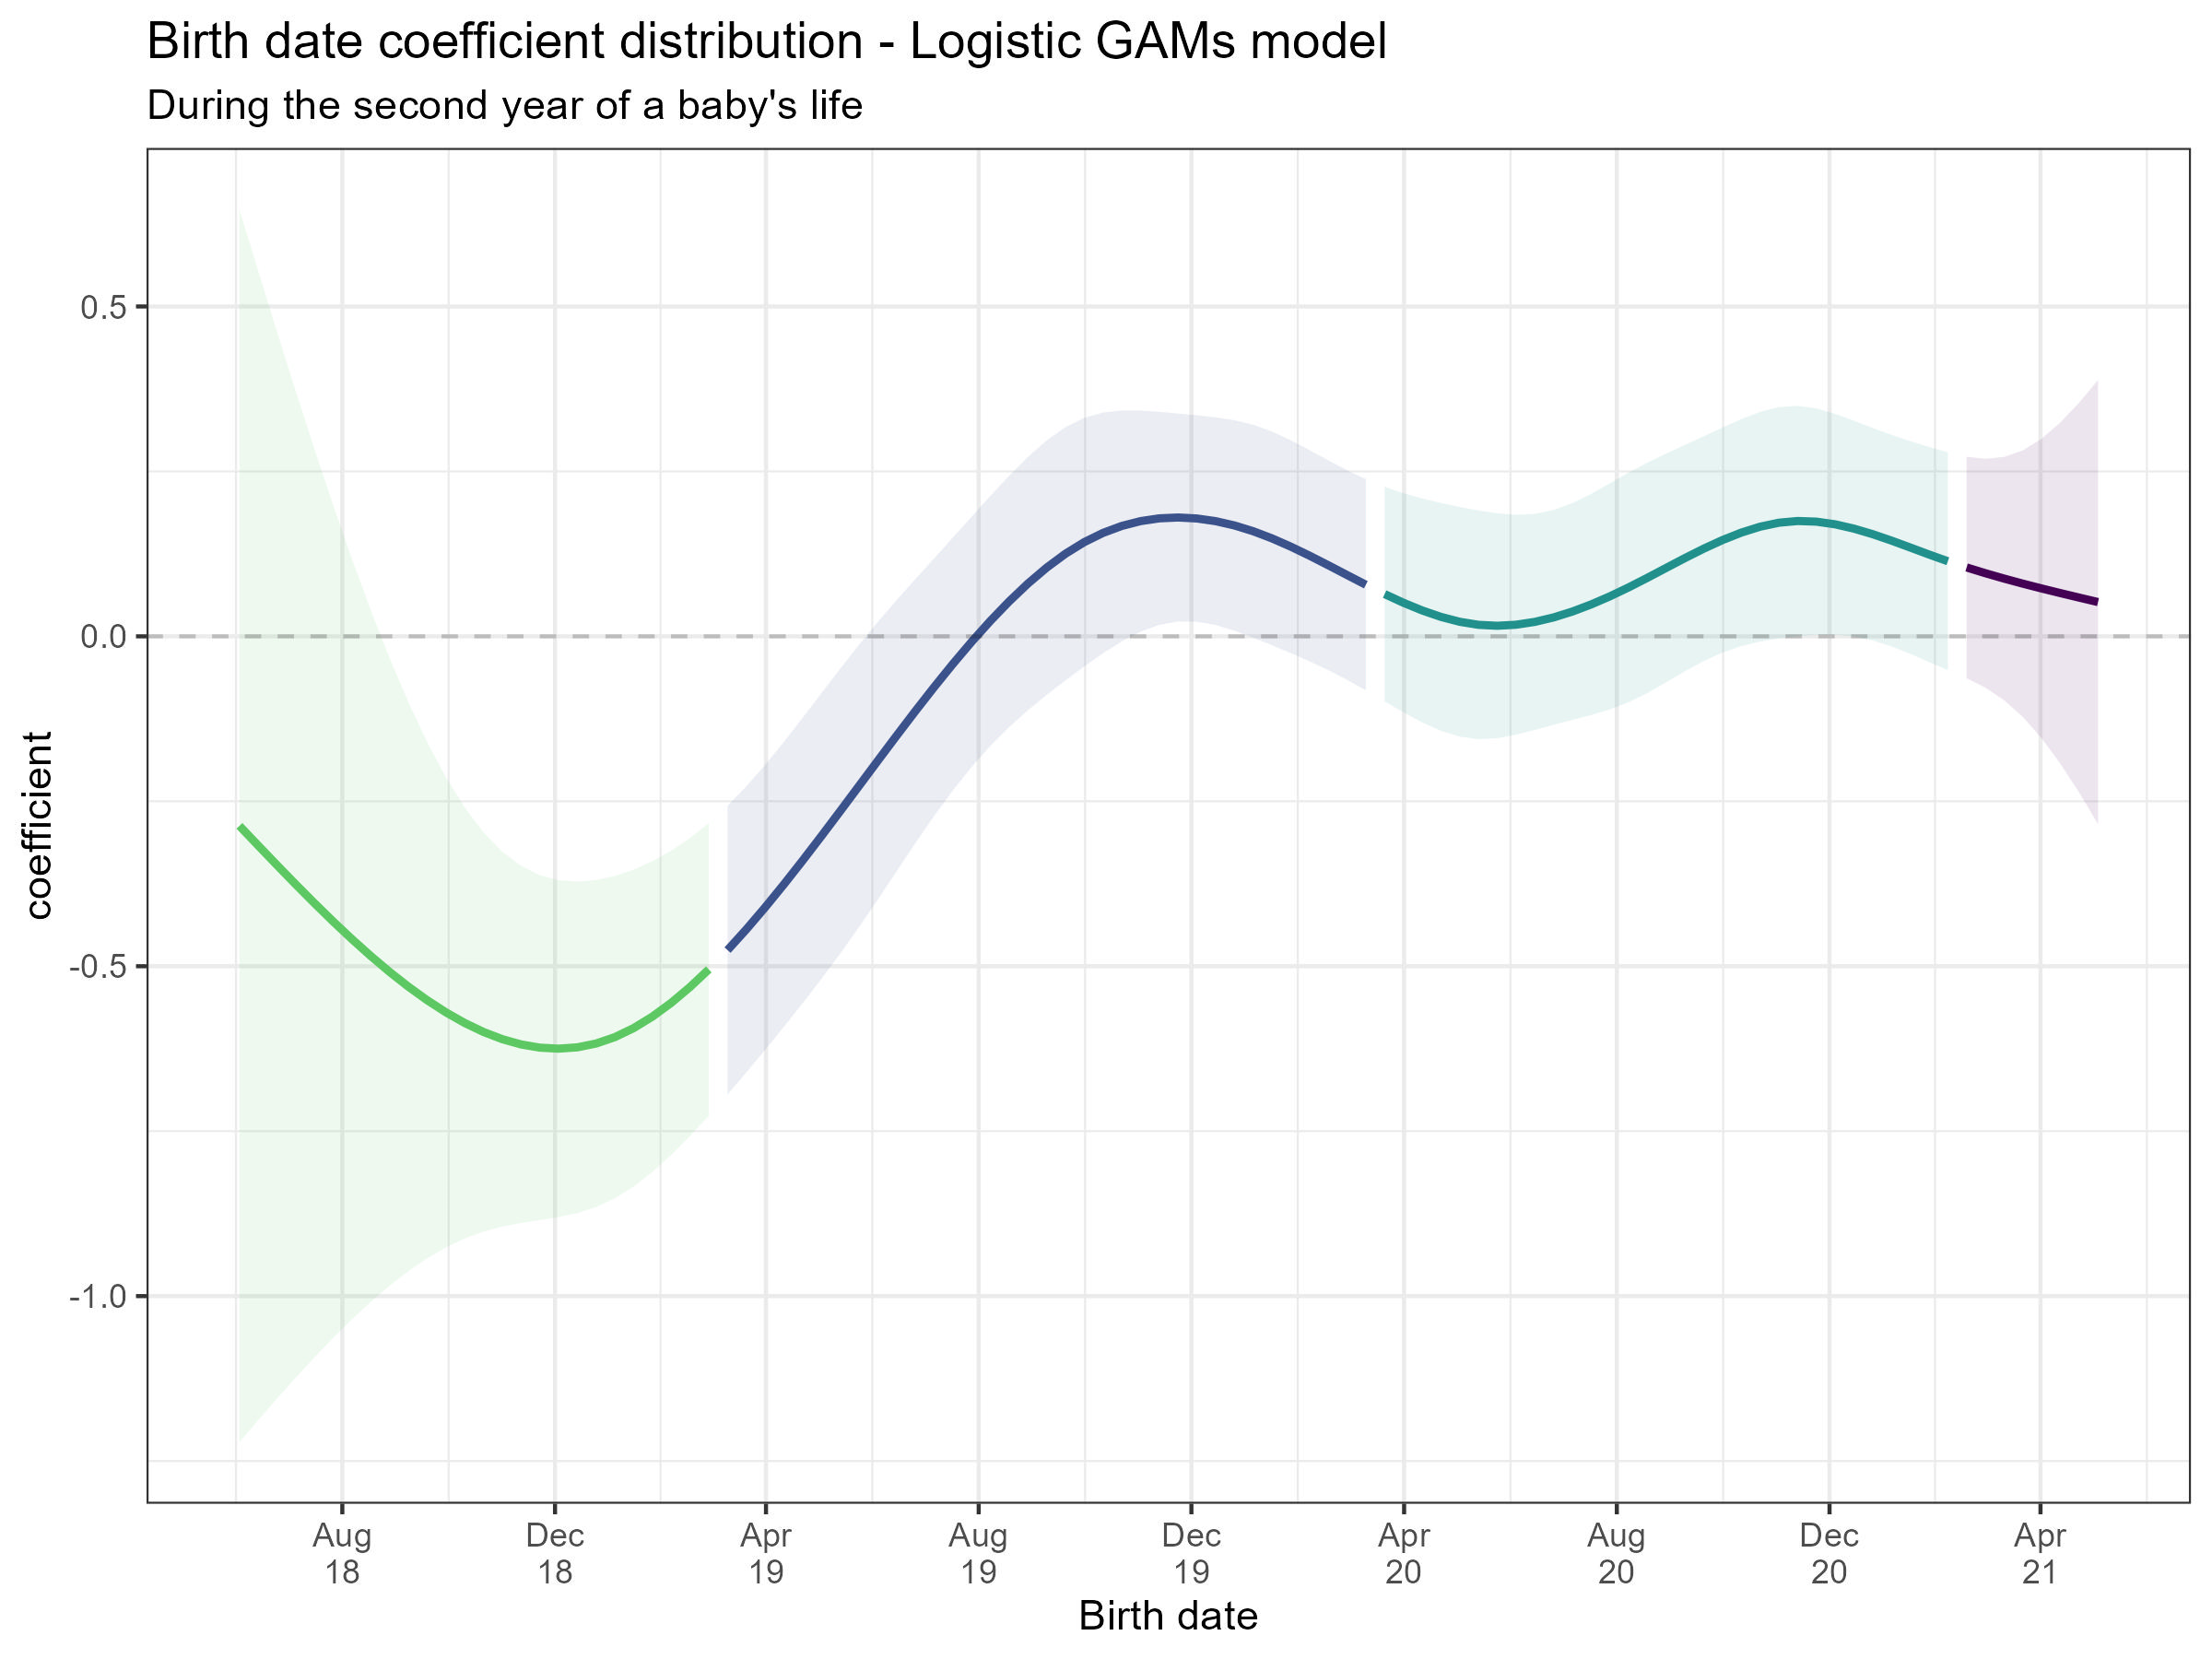 Birth date coefficient distribution - Logistic GAMs model
During the second year of a baby's life
coefficient
0.5
0.0
-0.5
-1.0
Aug Dec Apr Aug Dec Apr Aug Dec Apr
18 18 19 19 19 20 20 20 21
Birth date